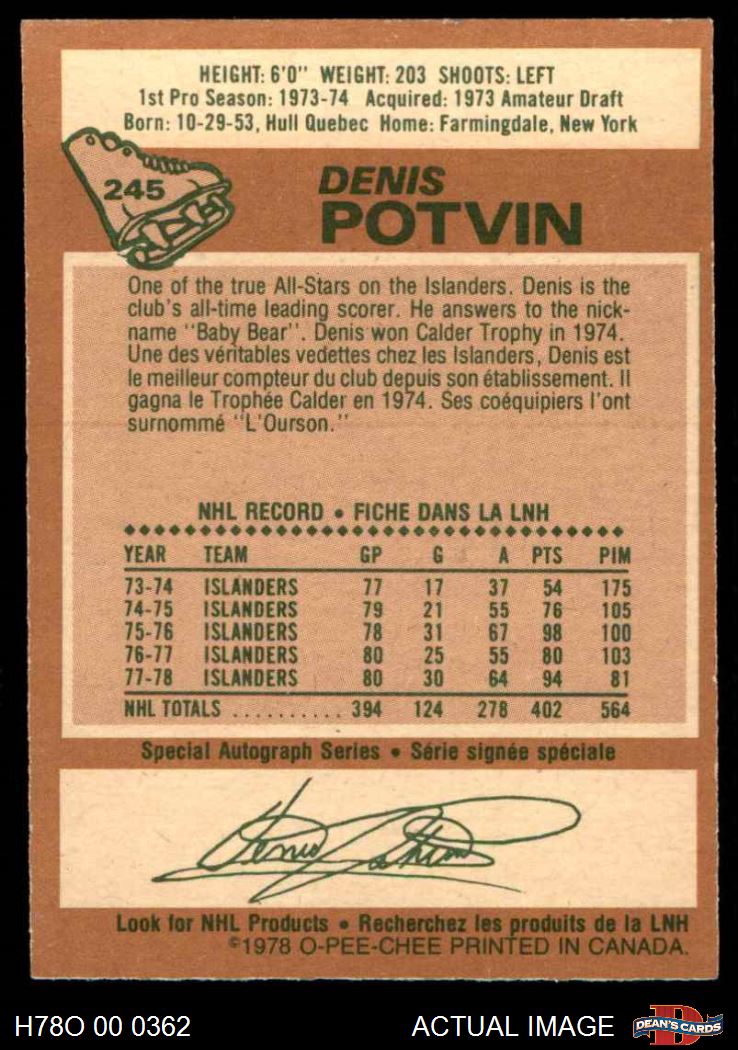 HEIGHT: 6'0" WEIGHT: 203 SHOOTS: LEFT
1st Pro Season: 1973-74 Acquired: 1973 Amateur Draft
Born: 10-29-53, Hull Quebec Home: Farmingdale, New York
245
DENIS
POTVIN
One of the true All-Stars on the Islanders. Denis is the
club's all-time leading scorer. He answers to the nick-
name "Baby Bear". Denis won Calder Trophy in 1974.
Une des véritables vedettes chez les Islanders, Denis est
le meilleur compteur du club depuis son établissement. Il
gagna le Trophée Calder en 1974. Ses coéquipiers l'ont
surnommé "L'Ourson."
NHL RECORD • FICHE DANS LA LNH
YEAR TEAM GP G A PTS PIM
73-74 ISLANDERS 77 17 37 54 175
74-75 ISLANDERS 79 21 55 76 105
75-76 ISLANDERS 78 31 67 98 100
76-77 ISLANDERS 80 25 55 80 103
77-78 ISLANDERS 80 30 64 94 81
NHL TOTALS .......... 394 124 278 402 564
Special Autograph Series • Série signée spéciale
Denis Potvin
Look for NHL Products • Recherchez les produits de la LNH
©1978 O-PEE-CHEE PRINTED IN CANADA.
H78O 00 0362 ACTUAL IMAGE DEAN'S CARDS